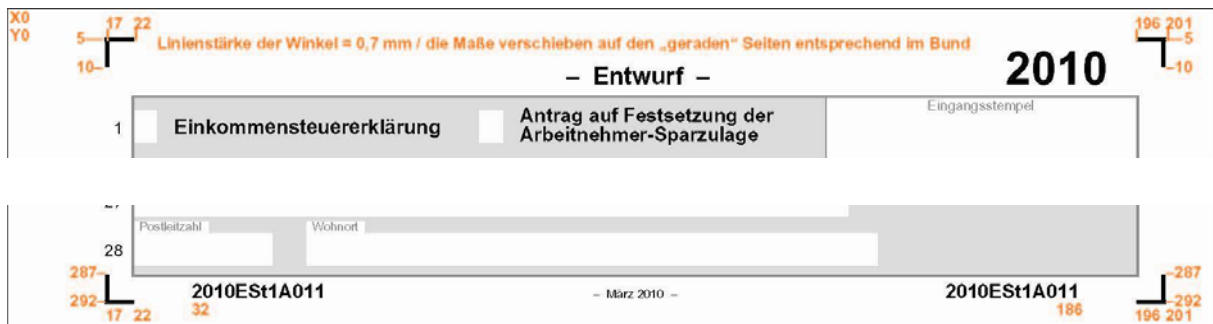 X0
Y0
17 22
196 201
5
5
Linienstärke der Winkel = 0,7 mm / die Maße verschieben auf den „geraden“ Seiten entsprechend im Bund
10
10
– Entwurf –
2010
Eingangsstempel
1
Einkommensteuererklärung
Antrag auf Festsetzung der
Arbeitnehmer-Sparzulage
Postleitzahl
Wohnort
28
287
287
2010ESt1A011
– März 2010 –
2010ESt1A011
292
292
17 22
32
186
196 201